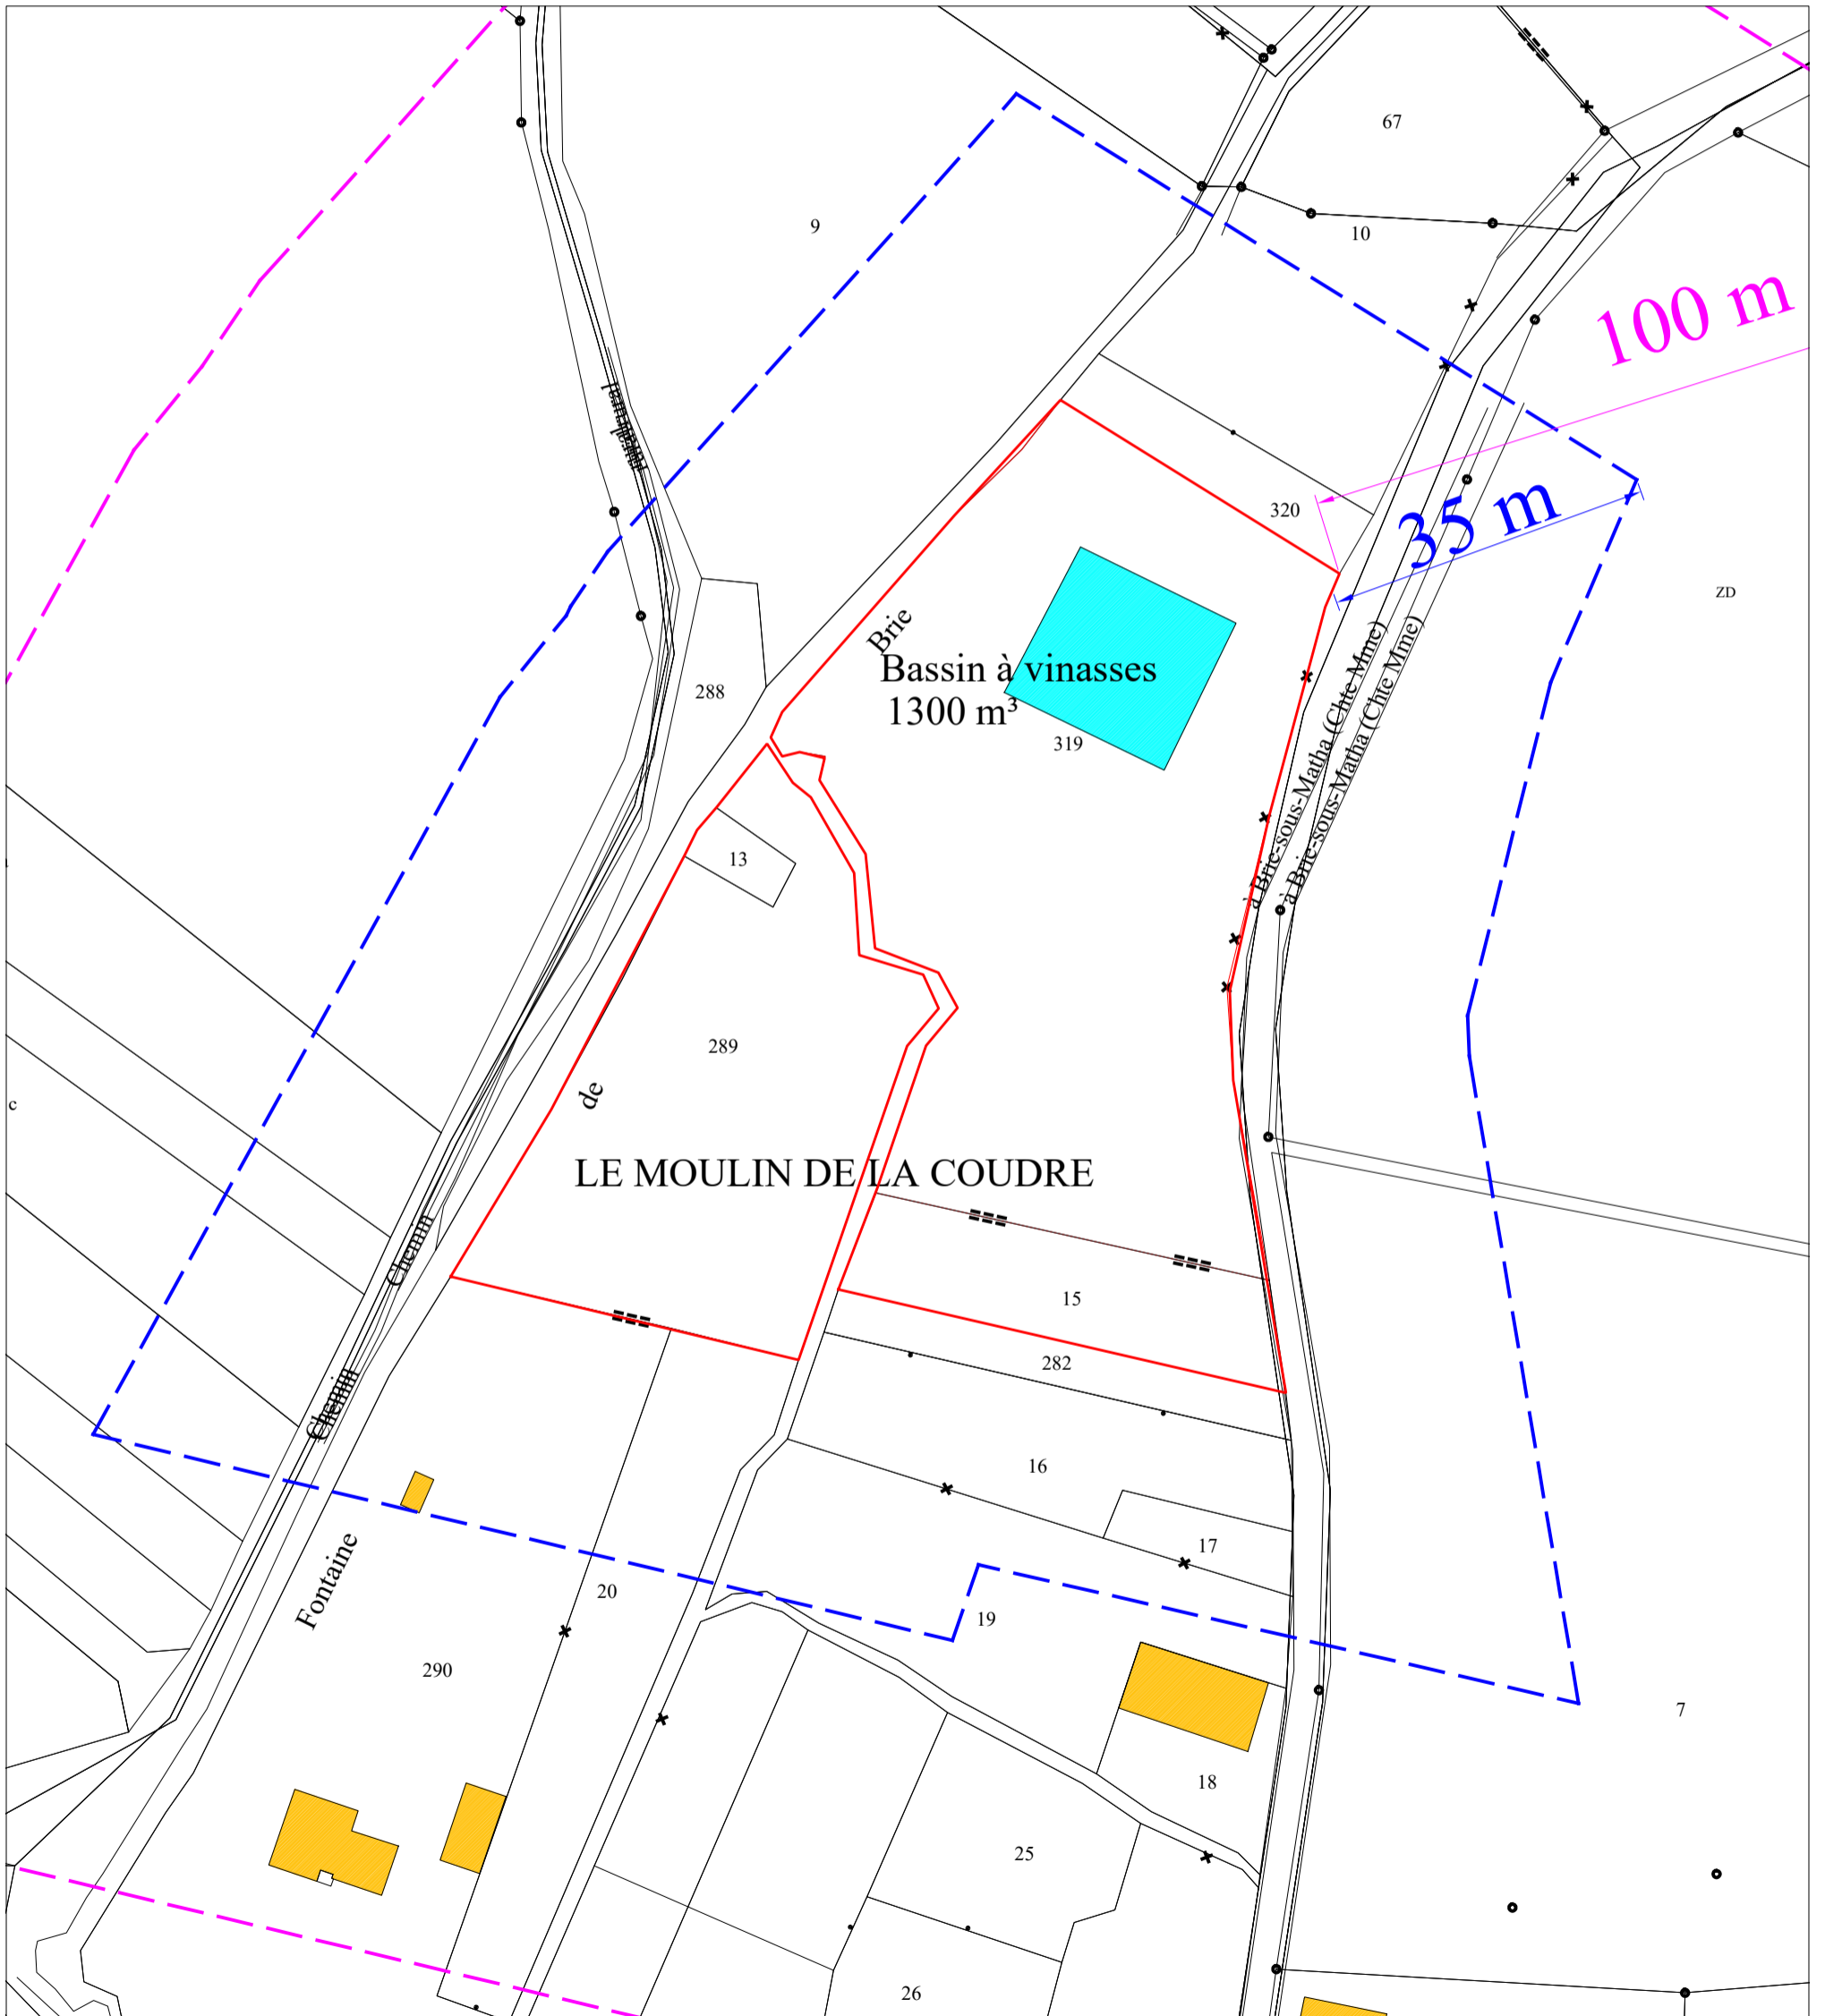 67
9
10
100 m
320
35 m
ZD
Brie
Bassin à vinasses
1300 m³
288
319
à Brie-sous-Matha (Chte Mme)
à Brie-sous-Matha (Chte Mme)
13
289
c
de
LE MOULIN DE LA COUDRE
Chemin
15
282
Chemin
Chemin
16
17
Fontaine
20
19
290
7
18
25
26